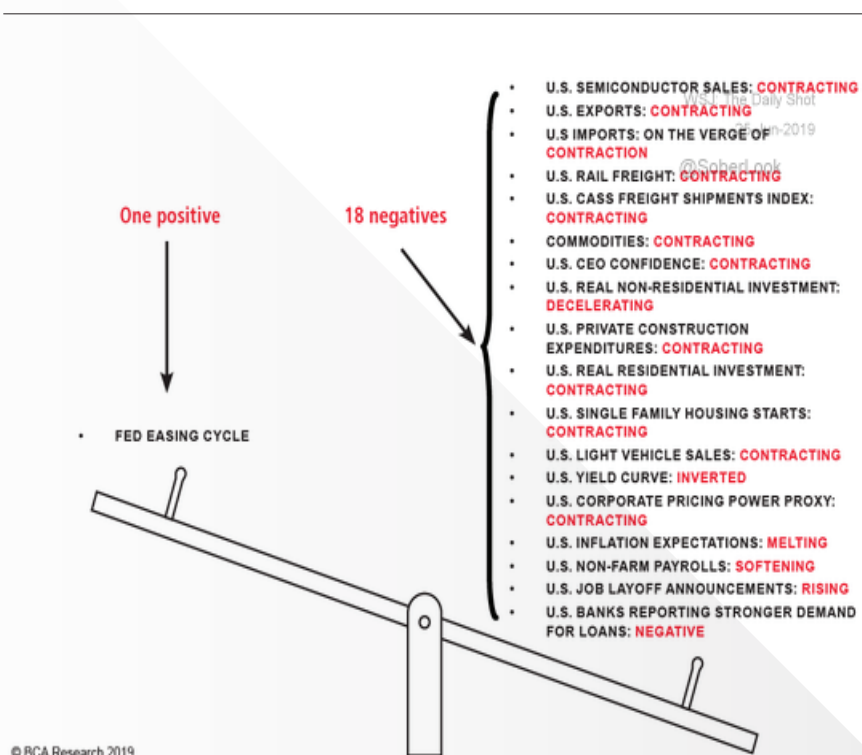 One positive
18 negatives
• FED EASING CYCLE
• U.S. SEMICONDUCTOR SALES: CONTRACTING
• U.S. EXPORTS: CONTRACTING
• U.S IMPORTS: ON THE VERGE OF
CONTRACTION
• U.S. RAIL FREIGHT: CONTRACTING
• U.S. CASS FREIGHT SHIPMENTS INDEX:
CONTRACTING
• COMMODITIES: CONTRACTING
• U.S. CEO CONFIDENCE: CONTRACTING
• U.S. REAL NON-RESIDENTIAL INVESTMENT:
DECELERATING
• U.S. PRIVATE CONSTRUCTION
EXPENDITURES: CONTRACTING
• U.S. REAL RESIDENTIAL INVESTMENT:
CONTRACTING
• U.S. SINGLE FAMILY HOUSING STARTS:
CONTRACTING
• U.S. LIGHT VEHICLE SALES: CONTRACTING
• U.S. YIELD CURVE: INVERTED
• U.S. CORPORATE PRICING POWER PROXY:
CONTRACTING
• U.S. INFLATION EXPECTATIONS: MELTING
• U.S. NON-FARM PAYROLLS: SOFTENING
• U.S. JOB LAYOFF ANNOUNCEMENTS: RISING
• U.S. BANKS REPORTING STRONGER DEMAND
FOR LOANS: NEGATIVE
WSJ: The Daily Shot
-Jun-2019
@SoberLook
© BCA Research 2019